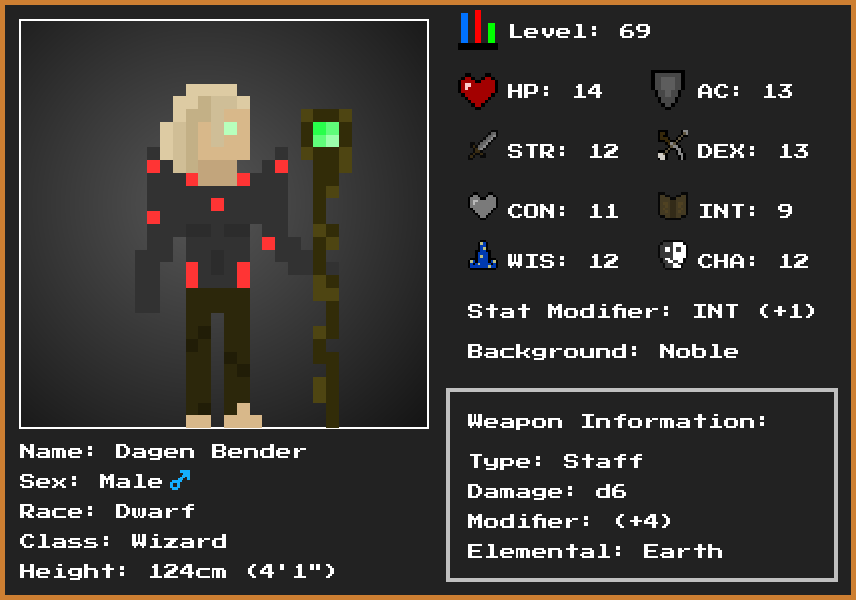 Level: 69
HP: 14 AC: 13
STR: 12 DEX: 13
CON: 11 INT: 9
WIS: 12 CHA: 12
Stat Modifier: INT (+1)
Background: Noble
Weapon Information:
Type: Staff
Damage: d6
Modifier: (+4)
Elemental: Earth
Name: Dagen Bender
Sex: Male♂
Race: Dwarf
Class: Wizard
Height: 124cm (4'1")